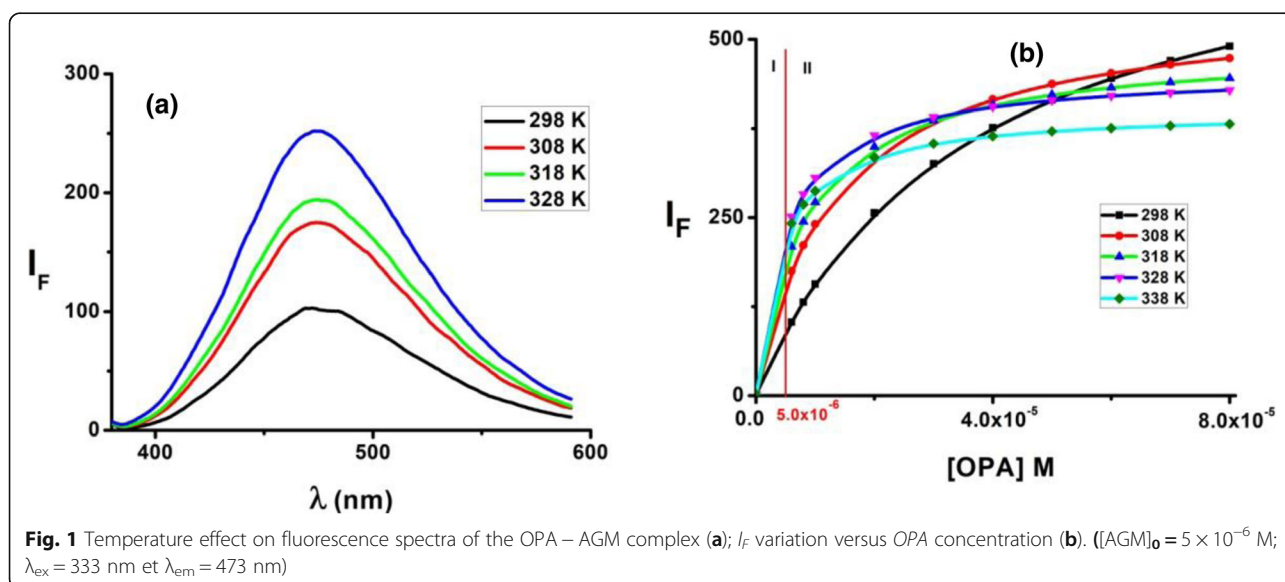 300
200
100
0
I_F
(a)
298 K
308 K
318 K
328 K
400
500
600
λ (nm)
500
250
0
I_F
I
II
(b)
298 K
308 K
318 K
328 K
338 K
0.0
5.0x10⁻⁶
4.0x10⁻⁵
8.0x10⁻⁵
[OPA] M
Fig. 1 Temperature effect on fluorescence spectra of the OPA – AGM complex (a); I_F variation versus OPA concentration (b). ([AGM]₀ = 5 × 10⁻⁶ M;
λₑₓ = 333 nm et λₑₘ = 473 nm)